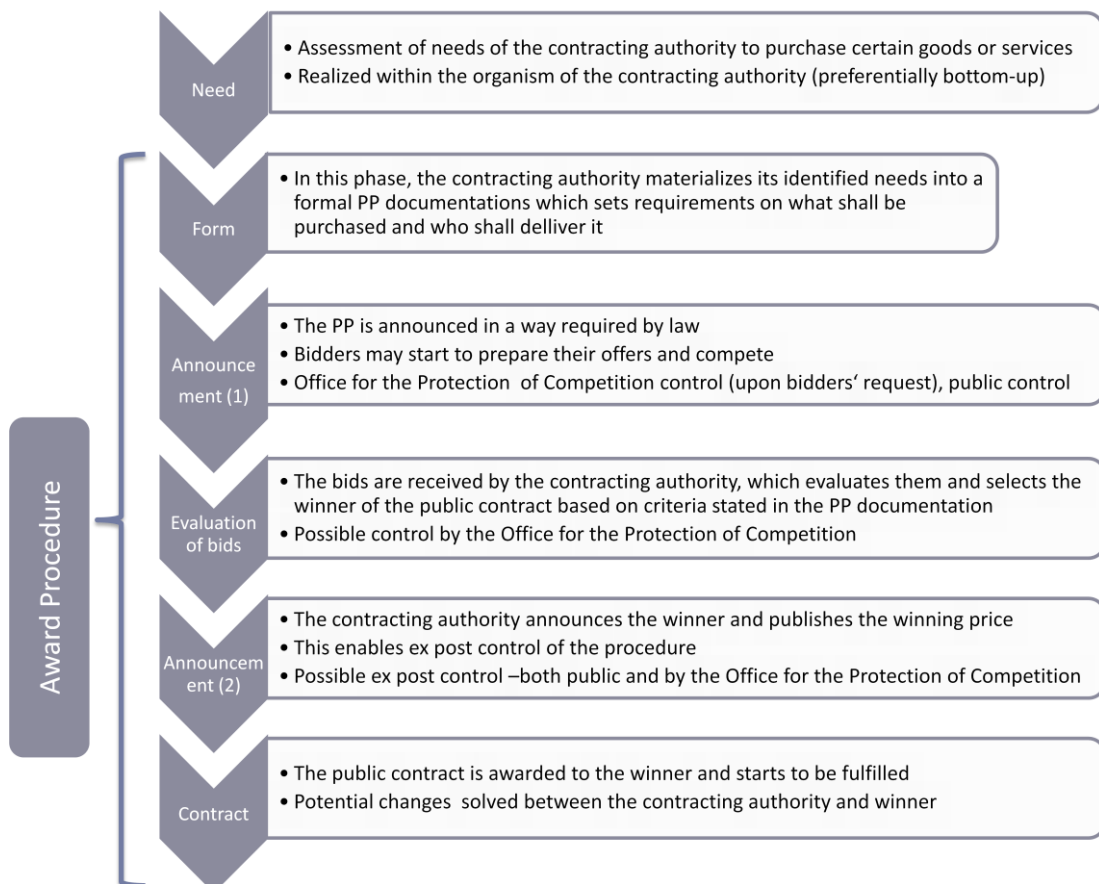 Need
• Assessment of needs of the contracting authority to purchase certain goods or services
• Realized within the organism of the contracting authority (preferentially bottom-up)
Award Procedure
Form
• In this phase, the contracting authority materializes its identified needs into a
formal PP documentations which sets requirements on what shall be
purchased and who shall delliver it
Announce
ment (1)
• The PP is announced in a way required by law
• Bidders may start to prepare their offers and compete
• Office for the Protection of Competition control (upon bidders‘ request), public control
Evaluation
of bids
• The bids are received by the contracting authority, which evaluates them and selects the
winner of the public contract based on criteria stated in the PP documentation
• Possible control by the Office for the Protection of Competition
Announcem
ent (2)
• The contracting authority announces the winner and publishes the winning price
• This enables ex post control of the procedure
• Possible ex post control –both public and by the Office for the Protection of Competition
Contract
• The public contract is awarded to the winner and starts to be fulfilled
• Potential changes solved between the contracting authority and winner